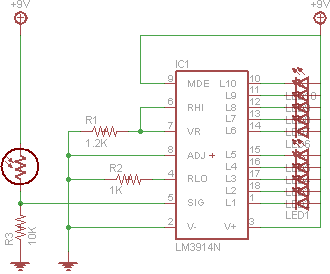 +9V
+9V
IC1
9 MDE L10 10
L9 11
6 RHI L8 12
L7 13
R1
7 VR L6 14
1.2K
8 ADJ L5 15
L4 16
R2
4 RLO L3 17
1K
L2 18
5 SIG L1 1
LED1
2 V- V+ 3
LM3914N
R3
10K